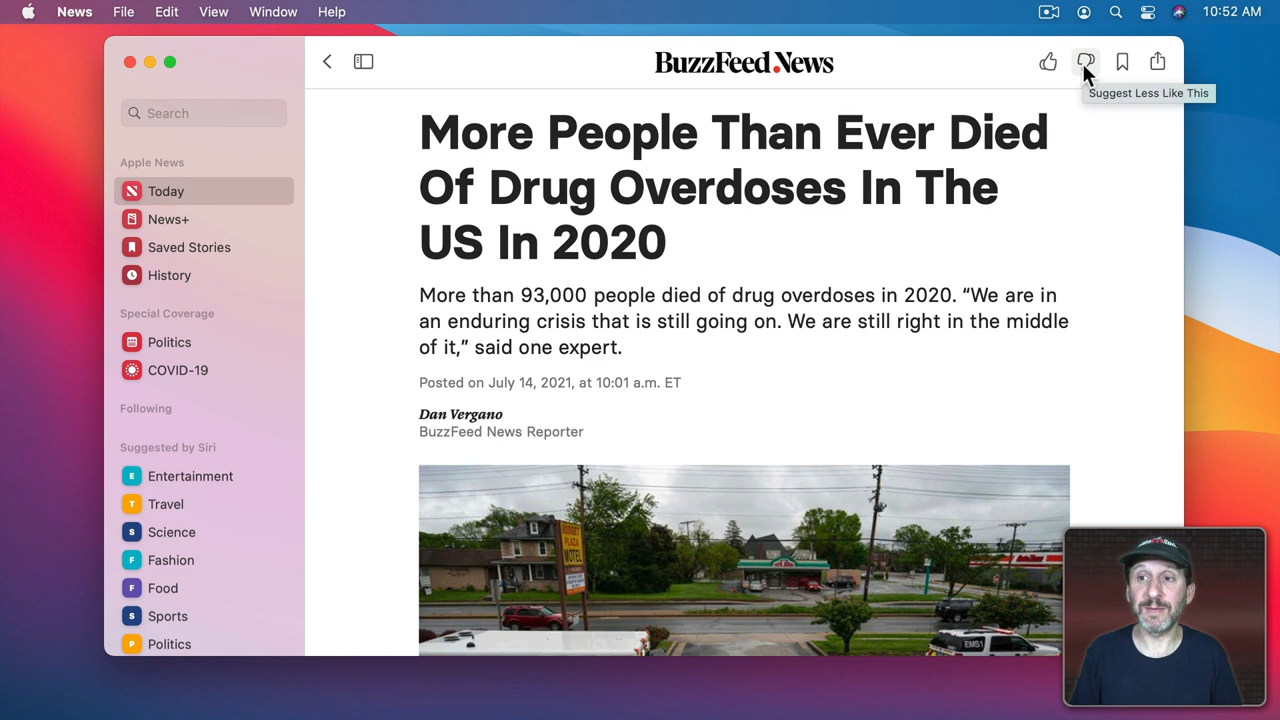 News File Edit View Window Help 10:52 AM
BuzzFeed News
Suggest Less Like This
Search
Apple News
Today
News+
Saved Stories
History
Special Coverage
Politics
COVID-19
Following
Suggested by Siri
E Entertainment
T Travel
S Science
F Fashion
F Food
S Sports
P Politics
More People Than Ever Died
Of Drug Overdoses In The
US In 2020
More than 93,000 people died of drug overdoses in 2020. “We are in
an enduring crisis that is still going on. We are still right in the middle
of it,” said one expert.
Posted on July 14, 2021, at 10:01 a.m. ET
Dan Vergano
BuzzFeed News Reporter
PLAZA
MOTEL
EMS1